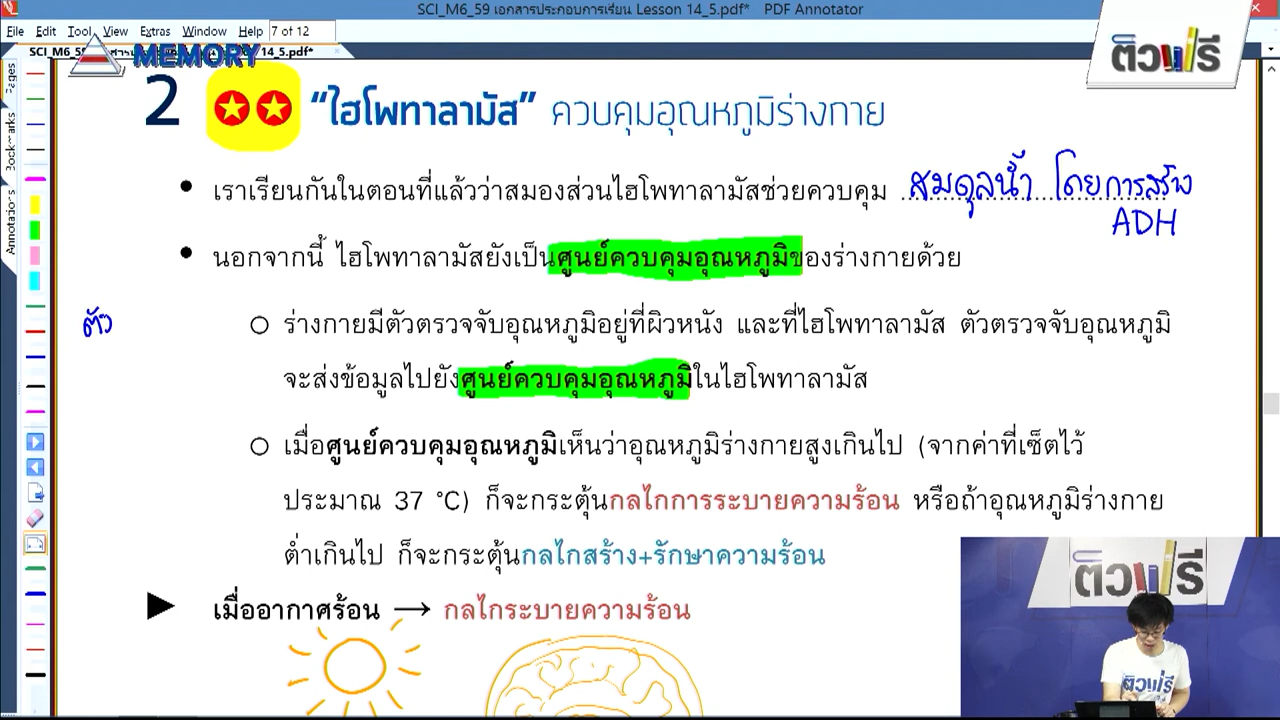 SCI_M6_59 เอกสารประกอบการเรียน Lesson 14_5.pdf* PDF Annotator
File Edit Tool View Extras Window Help 7 of 12
SCI_M6_59 14_5.pdf*
MEMORY
ติวฟรี
Pages
Bookmarks
Annotations
2 “ไฮโพทาลามัส” ควบคุมอุณหภูมิร่างกาย
• เราเรียนกันในตอนที่แล้วว่าสมองส่วนไฮโพทาลามัสช่วยควบคุม สมดุลน้ำ โดยการสร้าง
ADH
• นอกจากนี้ ไฮโพทาลามัสยังเป็นศูนย์ควบคุมอุณหภูมิของร่างกายด้วย
ตัว
○ ร่างกายมีตัวตรวจจับอุณหภูมิอยู่ที่ผิวหนัง และที่ไฮโพทาลามัส ตัวตรวจจับอุณหภูมิ
จะส่งข้อมูลไปยังศูนย์ควบคุมอุณหภูมิในไฮโพทาลามัส
○ เมื่อศูนย์ควบคุมอุณหภูมิเห็นว่าอุณหภูมิร่างกายสูงเกินไป (จากค่าที่เซ็ตไว้
ประมาณ 37 °C) ก็จะกระตุ้นกลไกการระบายความร้อน หรือถ้าอุณหภูมิร่างกาย
ต่ำเกินไป ก็จะกระตุ้นกลไกสร้าง+รักษาความร้อน
► เมื่ออากาศร้อน → กลไกระบายความร้อน
ติวฟรี
ติวฟรี